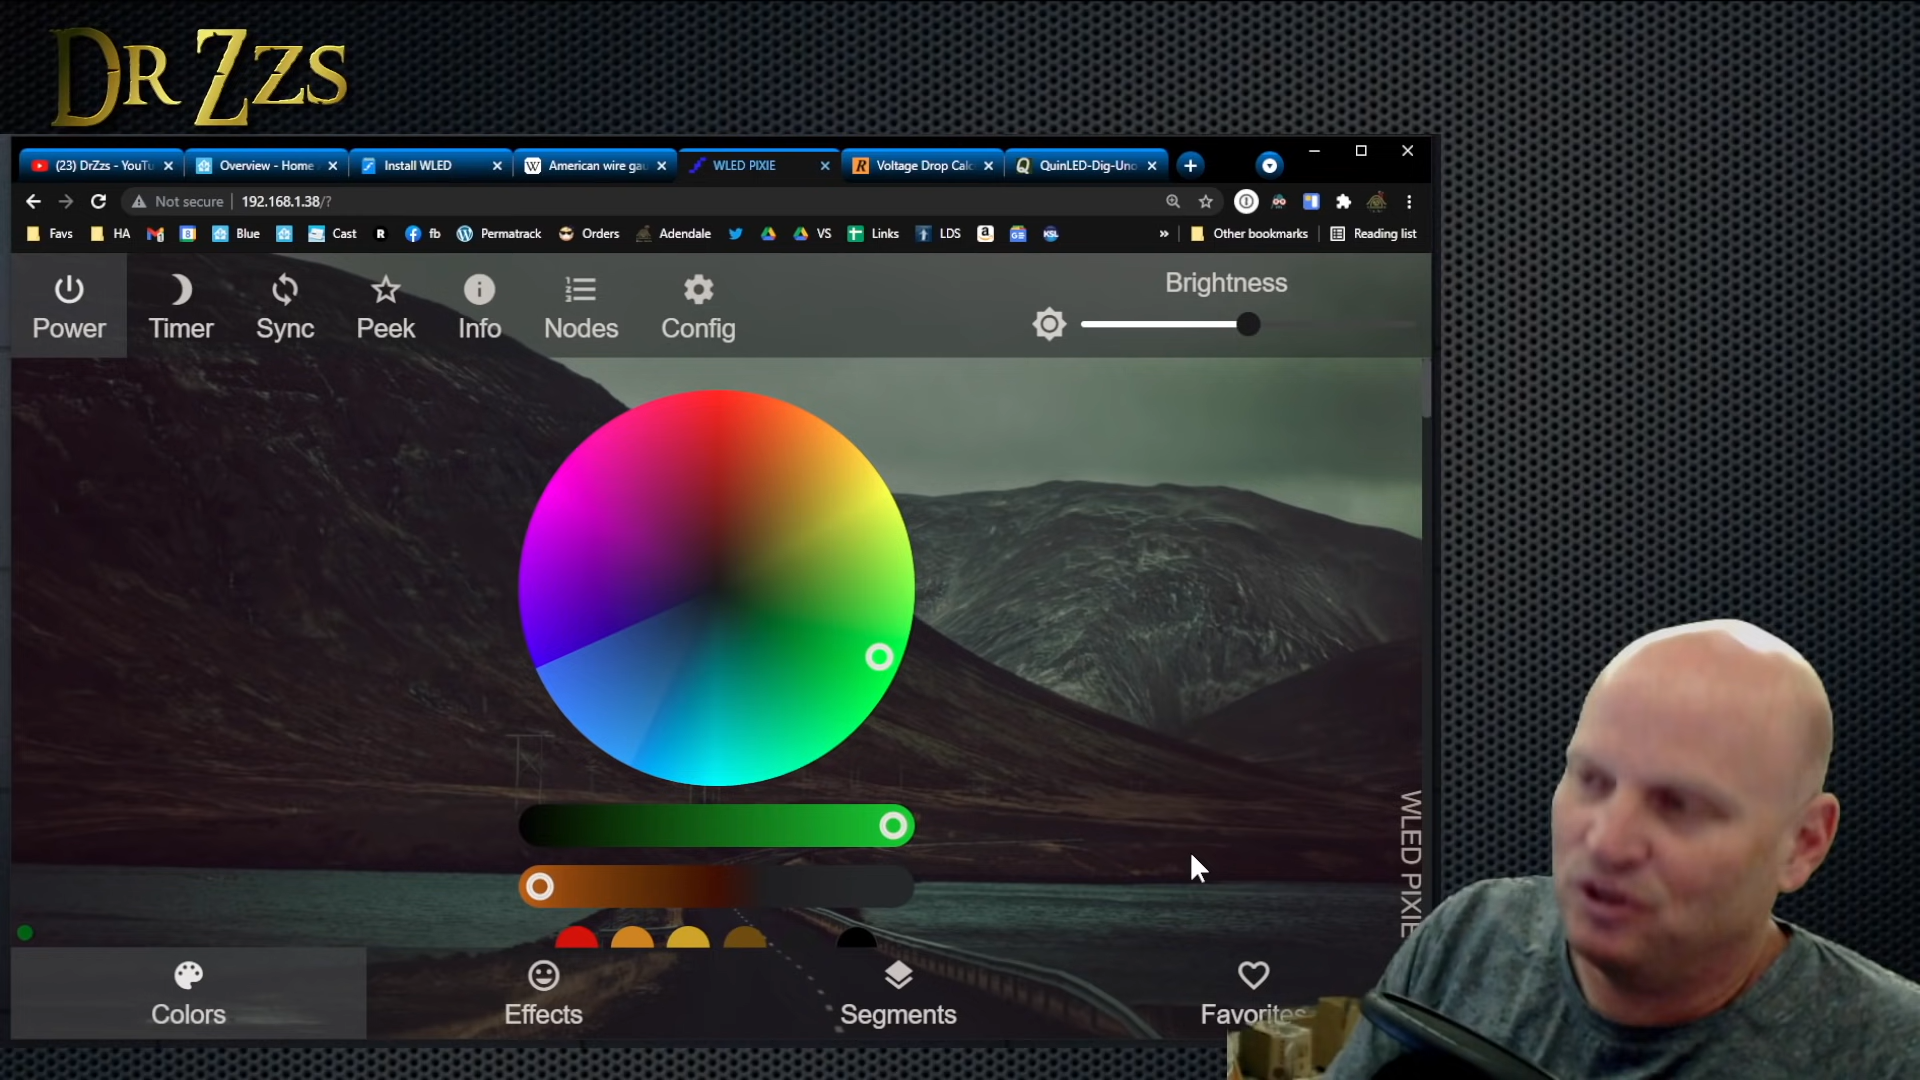 DR ZZS
(23) DrZzs - YouTu
Overview - Home
Install WLED
American wire gau
WLED PIXIE
Voltage Drop Calc
QuinLED-Dig-Uno
Not secure
192.168.1.38/?
Favs
HA
Blue
Cast
R
fb
Permatrack
Orders
Adendale
VS
Links
LDS
KSL
»
Other bookmarks
Reading list
Power
Timer
Sync
Peek
Info
Nodes
Config
Brightness
WLED PIXIE
Colors
Effects
Segments
Favorites